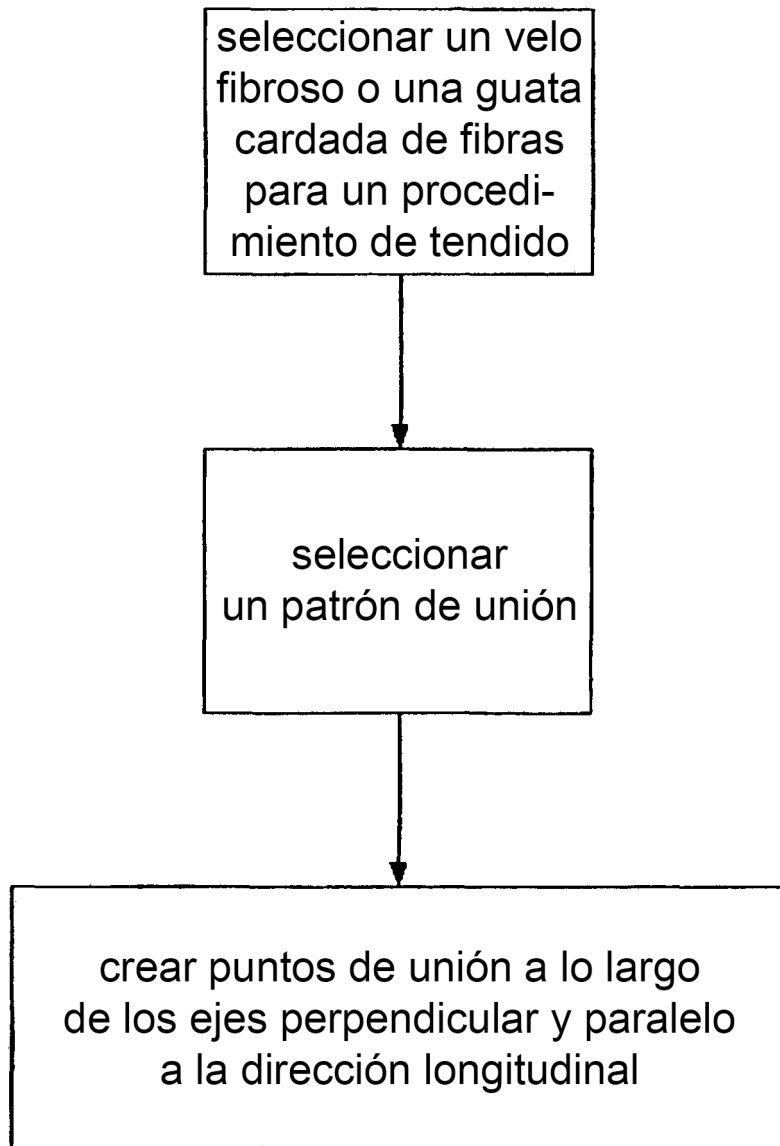 seleccionar un velo
fibroso o una guata
cardada de fibras
para un procedi-
miento de tendido
seleccionar
un patrón de unión
crear puntos de unión a lo largo
de los ejes perpendicular y paralelo
a la dirección longitudinal